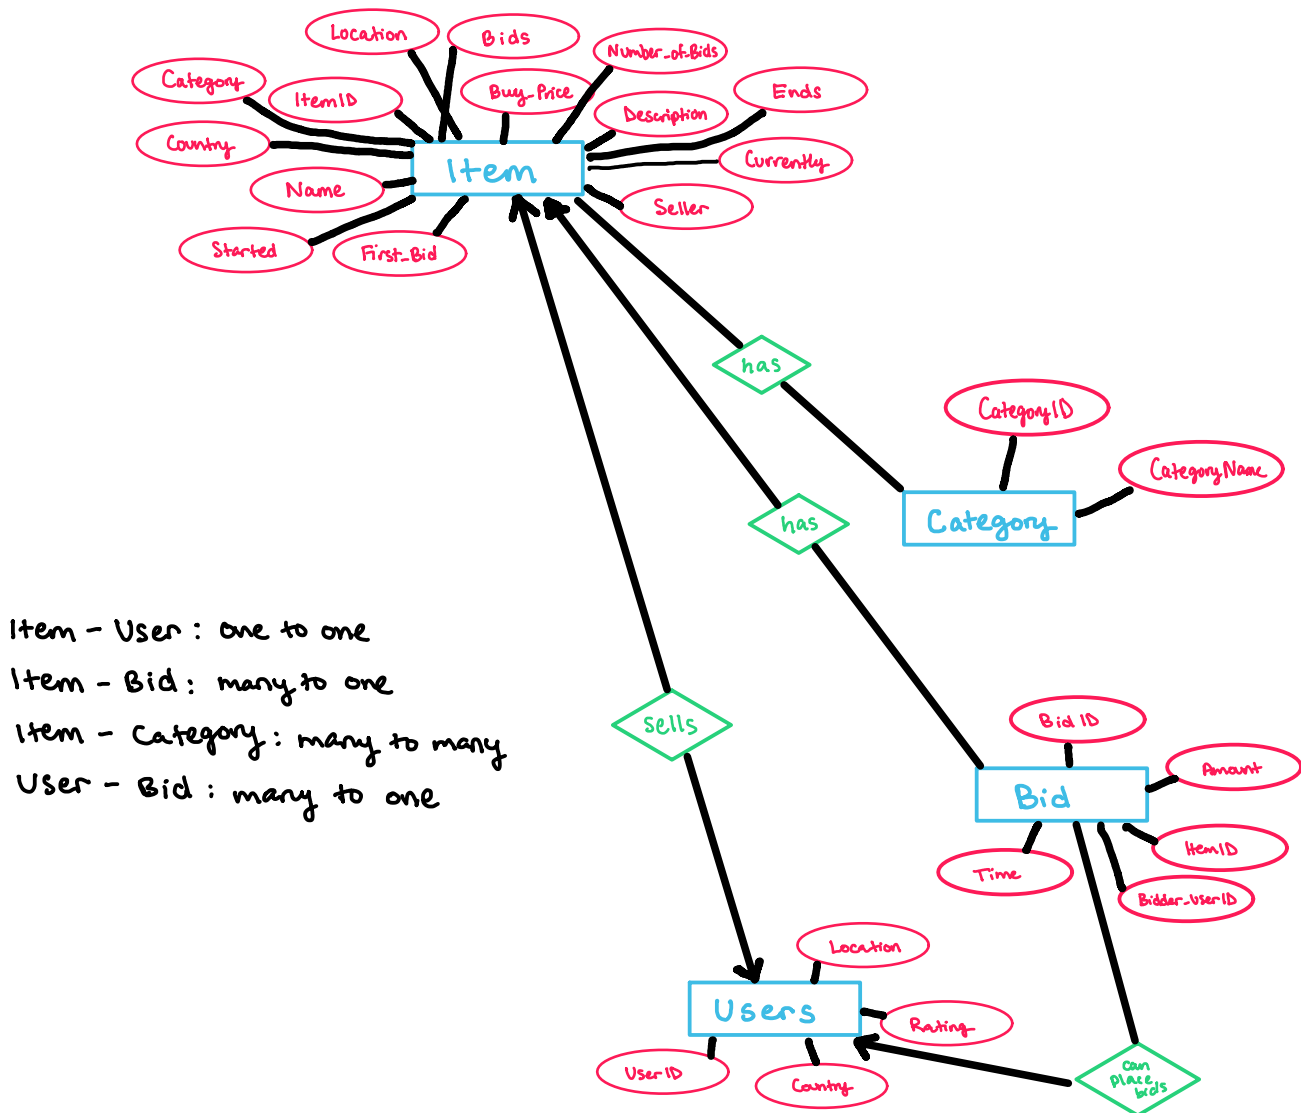 Location
Bids
Number_of_Bids
Category
ItemID
Buy_Price
Ends
Description
Country
Currently
Item
Name
Seller
Started
First_Bid
has
CategoryID
CategoryName
has
Category
Item - User : one to one
Item - Bid : many to one
Item - Category : many to many
User - Bid : many to one
sells
Bid ID
Amount
Bid
ItemID
Time
Bidder_UserID
Location
Users
Rating
UserID
Country
can
place
bids